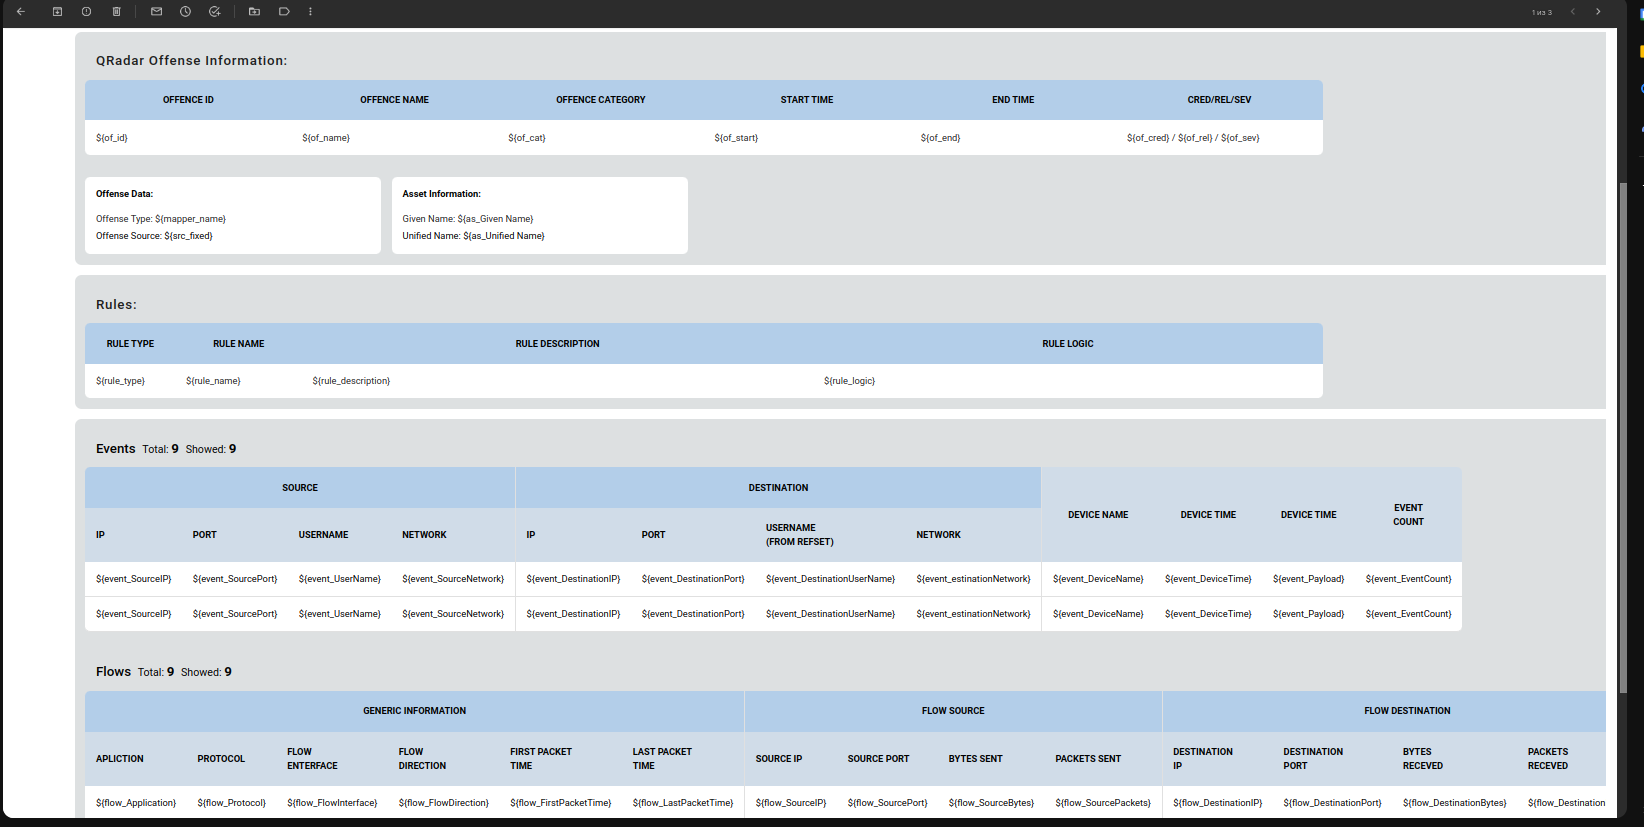 1 из 3
QRadar Offense Information:
OFFENCE ID OFFENCE NAME OFFENCE CATEGORY START TIME END TIME CRED/REL/SEV
${of_id} ${of_name} ${of_cat} ${of_start} ${of_end} ${of_cred} / ${of_rel} / ${of_sev}
Offense Data:
Offense Type: ${mapper_name}
Offense Source: ${src_fixed}
Asset Information:
Given Name: ${as_Given Name}
Unified Name: ${as_Unified Name}
Rules:
RULE TYPE RULE NAME RULE DESCRIPTION RULE LOGIC
${rule_type} ${rule_name} ${rule_description} ${rule_logic}
Events Total: 9 Showed: 9
SOURCE DESTINATION
DEVICE NAME DEVICE TIME DEVICE TIME EVENT COUNT
IP PORT USERNAME NETWORK IP PORT USERNAME (FROM REFSET) NETWORK
${event_SourceIP} ${event_SourcePort} ${event_UserName} ${event_SourceNetwork} ${event_DestinationIP} ${event_DestinationPort} ${event_DestinationUserName} ${event_estinationNetwork} ${event_DeviceName} ${event_DeviceTime} ${event_Payload} ${event_EventCount}
${event_SourceIP} ${event_SourcePort} ${event_UserName} ${event_SourceNetwork} ${event_DestinationIP} ${event_DestinationPort} ${event_DestinationUserName} ${event_estinationNetwork} ${event_DeviceName} ${event_DeviceTime} ${event_Payload} ${event_EventCount}
Flows Total: 9 Showed: 9
GENERIC INFORMATION FLOW SOURCE FLOW DESTINATION
APLICTION PROTOCOL FLOW ENTERFACE FLOW DIRECTION FIRST PACKET TIME LAST PACKET TIME SOURCE IP SOURCE PORT BYTES SENT PACKETS SENT DESTINATION IP DESTINATION PORT BYTES RECEVED PACKETS RECEVED
${flow_Application} ${flow_Protocol} ${flow_FlowInterface} ${flow_FlowDirection} ${flow_FirstPacketTime} ${flow_LastPacketTime} ${flow_SourceIP} ${flow_SourcePort} ${flow_SourceBytes} ${flow_SourcePackets} ${flow_DestinationIP} ${flow_DestinationPort} ${flow_DestinationBytes} ${flow_Destination